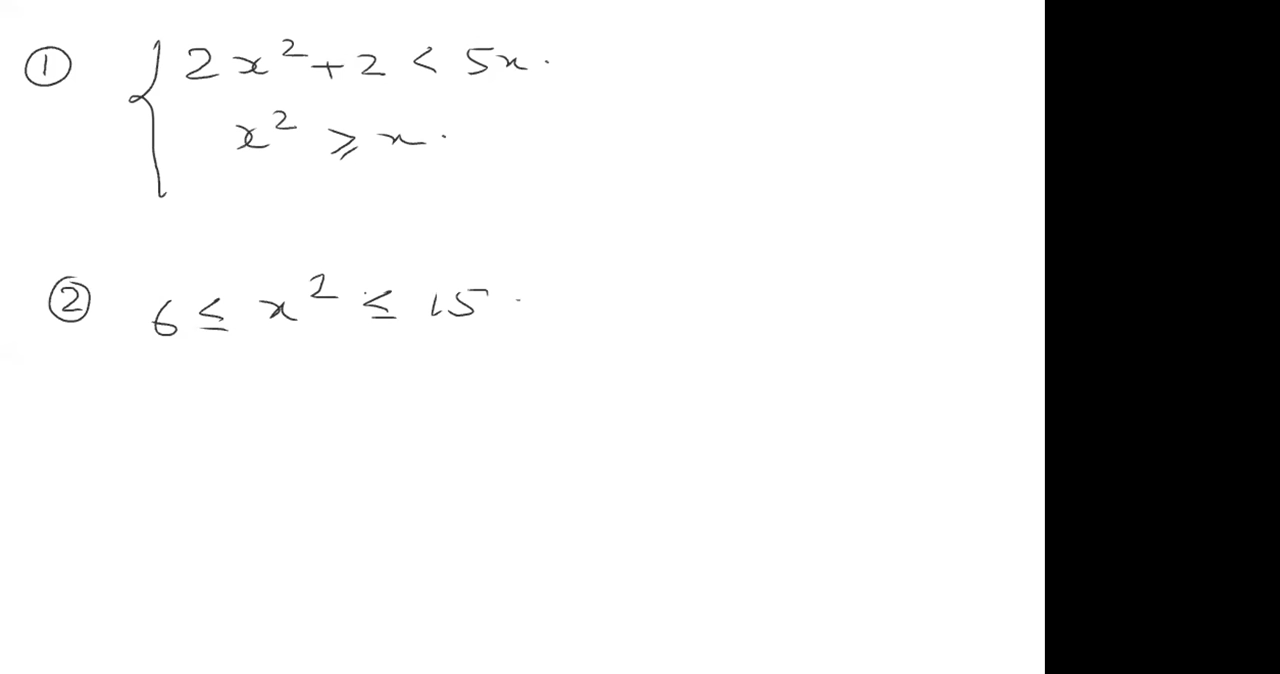 ① { 2x² + 2 < 5x.
x² ⩾ x.
② 6 ≤ x² ≤ 15.